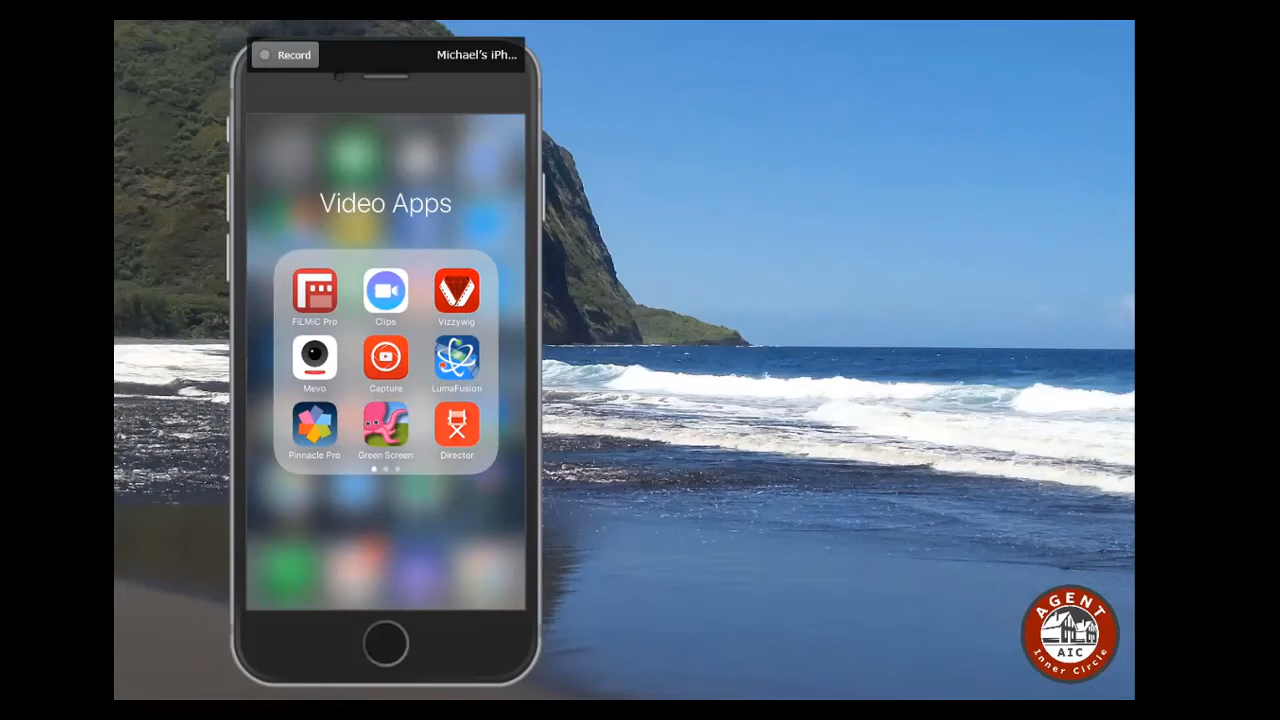 Record
Michael's iPh...
Video Apps
FiLMiC Pro
Clips
Vizzywig
Mevo
Capture
LumaFusion
Pinnacle Pro
Green Screen
Director
AGENT
AIC
Inner Circle